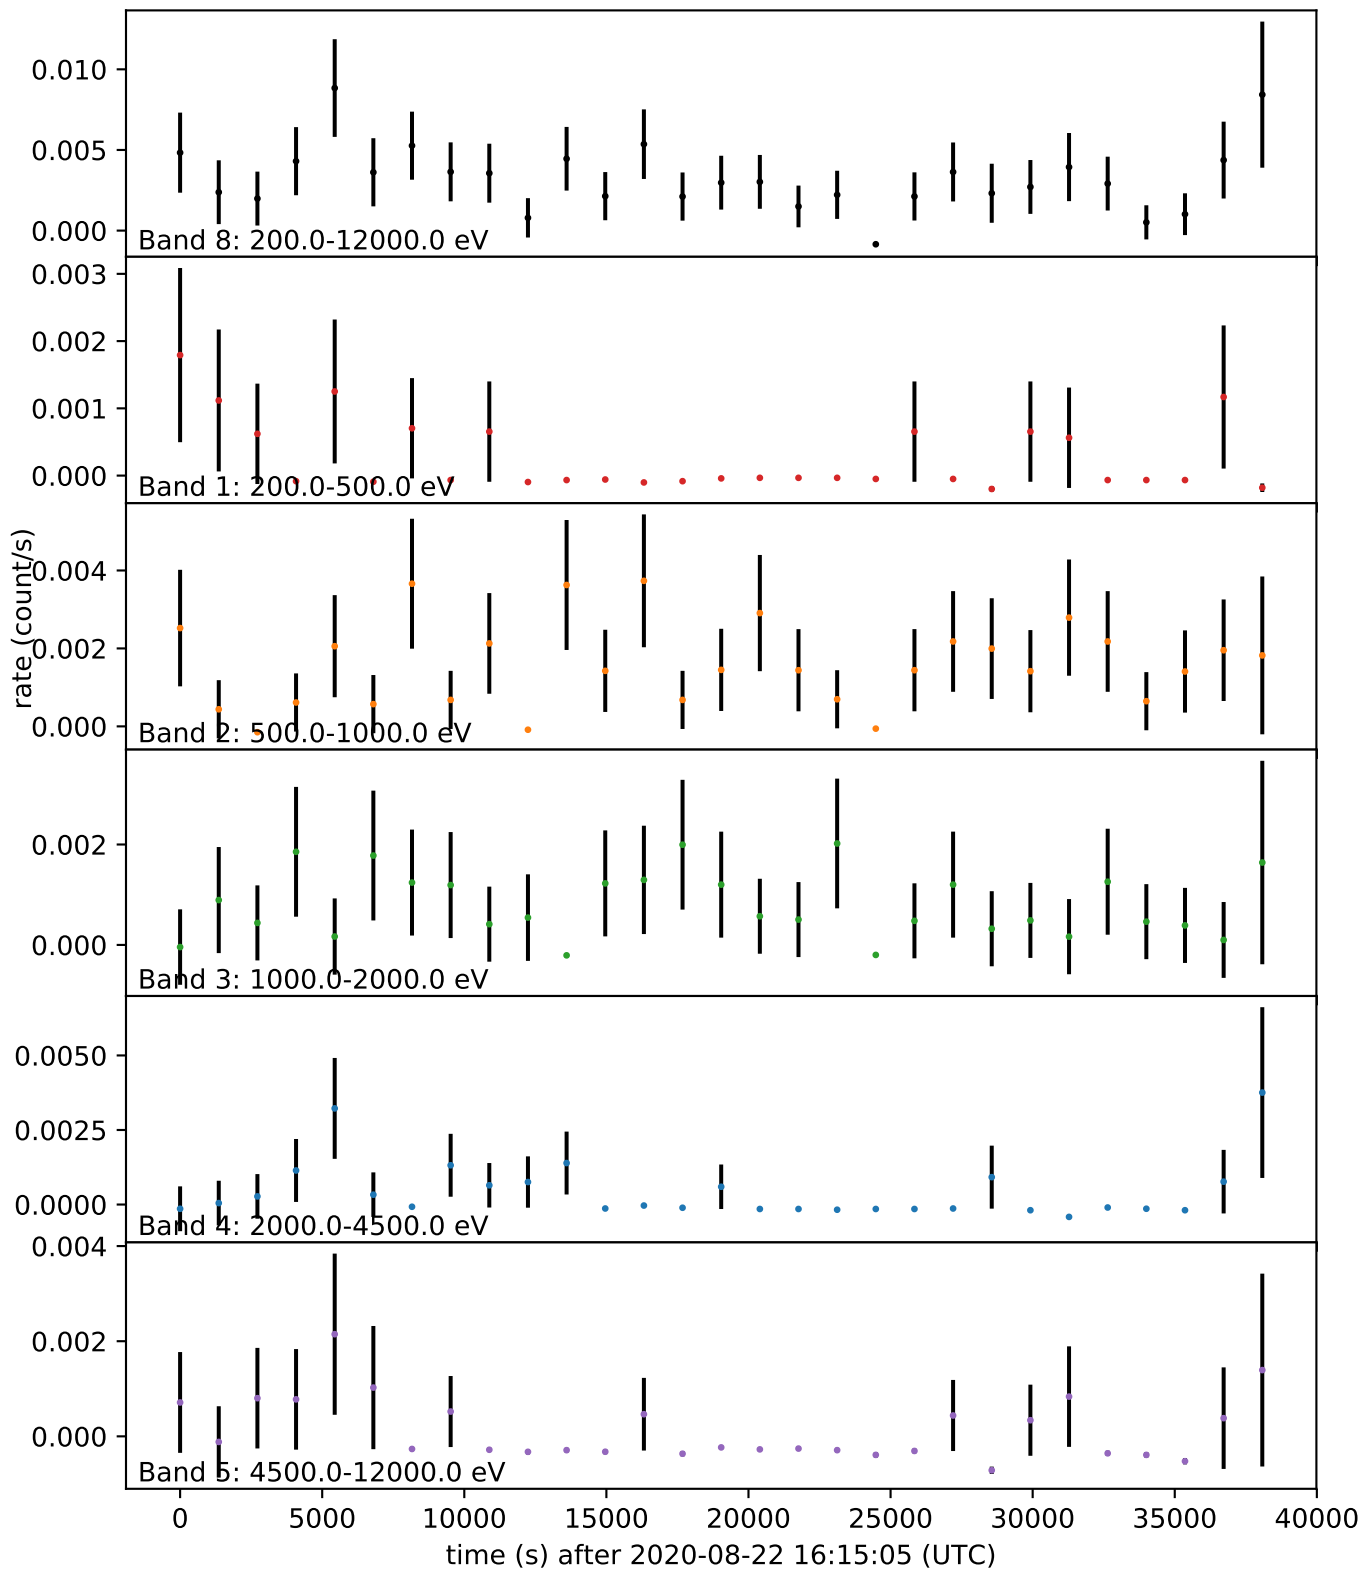 0.010
0.005
0.000
Band 8: 200.0-12000.0 eV
0.003
0.002
0.001
0.000
Band 1: 200.0-500.0 eV
rate (count/s)
0.004
0.002
0.000
Band 2: 500.0-1000.0 eV
0.002
0.000
Band 3: 1000.0-2000.0 eV
0.0050
0.0025
0.0000
Band 4: 2000.0-4500.0 eV
0.004
0.002
0.000
Band 5: 4500.0-12000.0 eV
0 5000 10000 15000 20000 25000 30000 35000 40000
time (s) after 2020-08-22 16:15:05 (UTC)